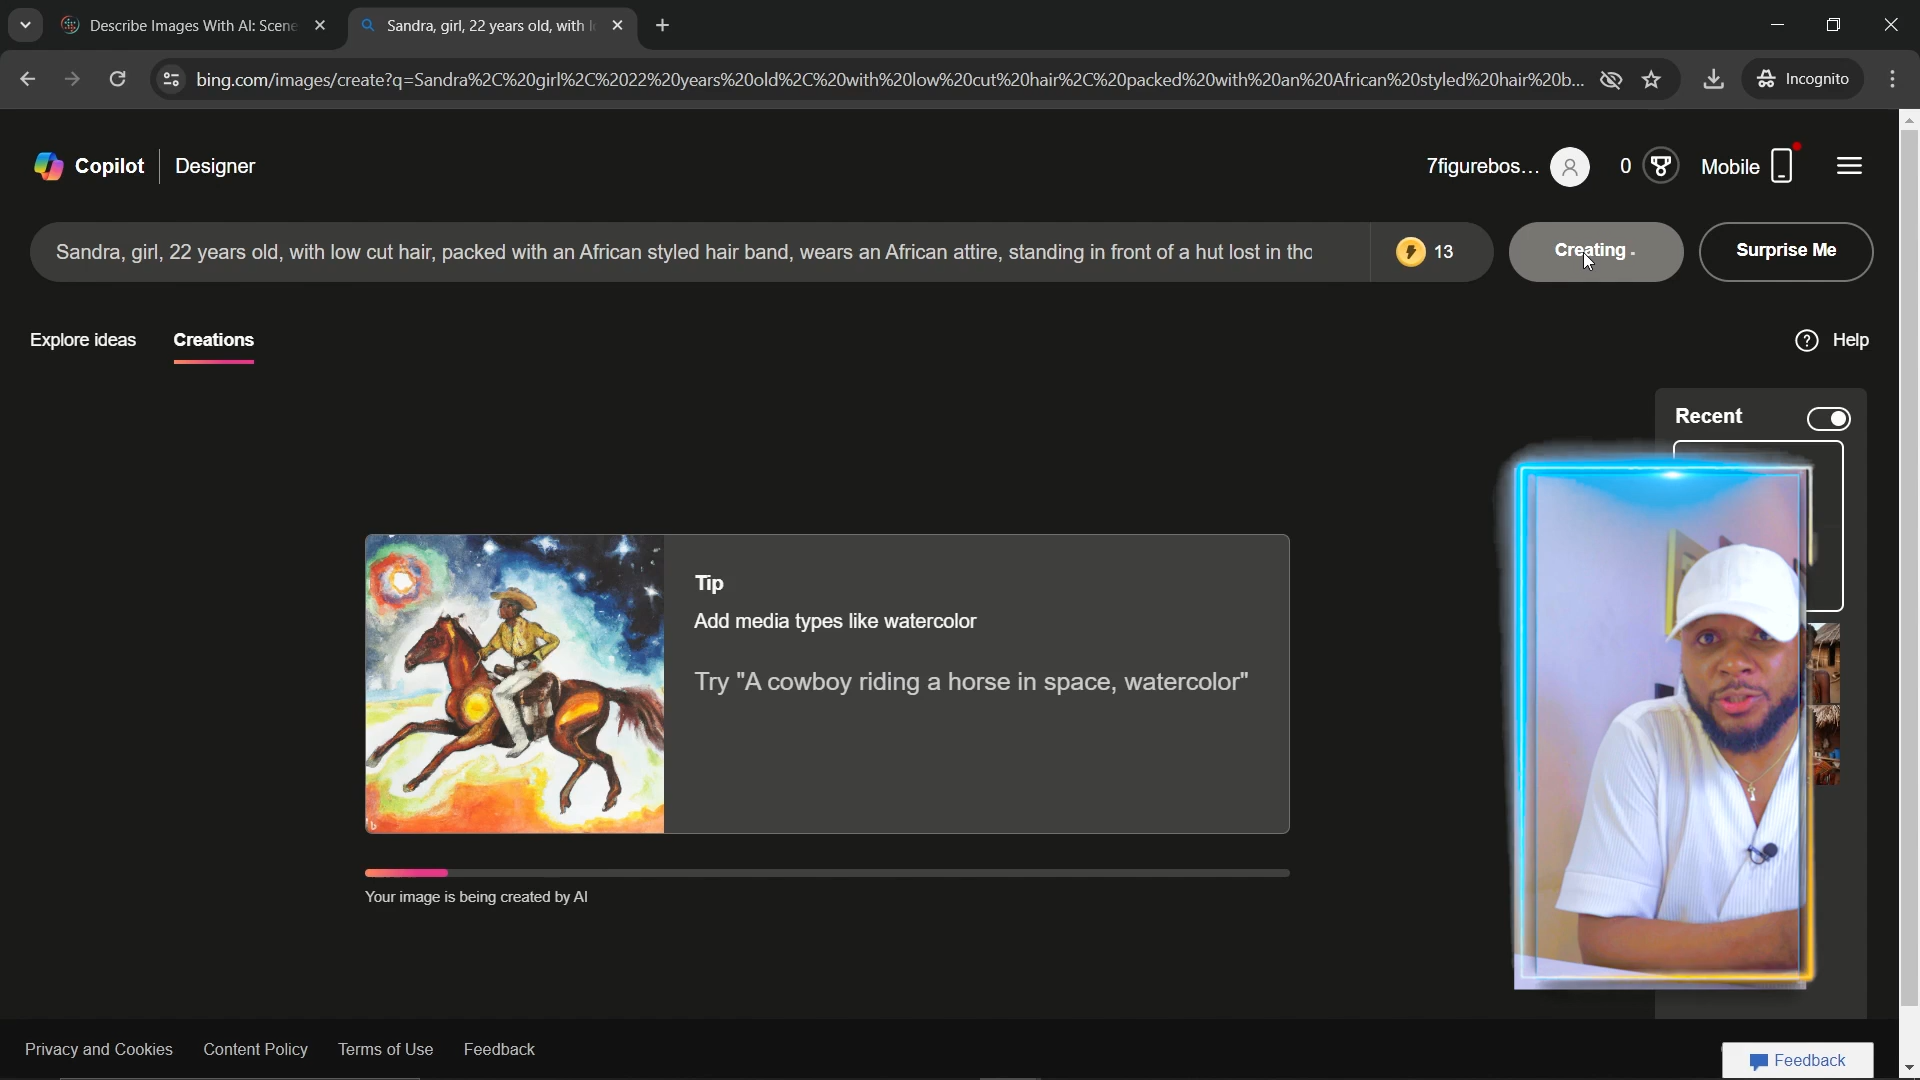 Describe Images With AI: Scene
Sandra, girl, 22 years old, with l
bing.com/images/create?q=Sandra%2C%20girl%2C%2022%20years%20old%2C%20with%20low%20cut%20hair%2C%20packed%20with%20an%20African%20styled%20hair%20b...
Incognito
Copilot Designer
7figurebos...
0
Mobile
Sandra, girl, 22 years old, with low cut hair, packed with an African styled hair band, wears an African attire, standing in front of a hut lost in tho
13
Creating .
Surprise Me
Explore ideas
Creations
Help
Recent
Tip
Add media types like watercolor
Try "A cowboy riding a horse in space, watercolor"
Your image is being created by AI
Privacy and Cookies
Content Policy
Terms of Use
Feedback
Feedback